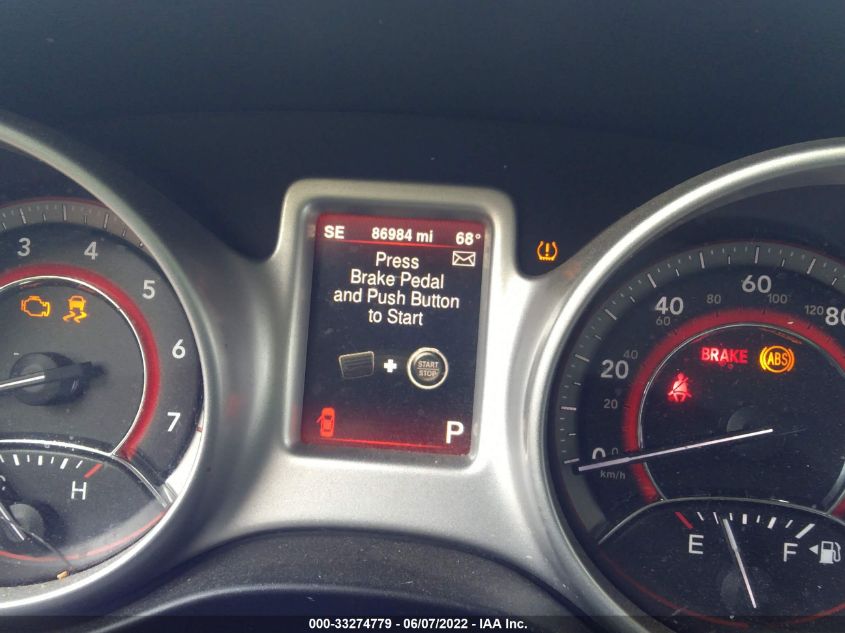 SE 86984 mi 68°
Press
Brake Pedal
and Push Button
to Start
START
STOP
P
3 4 5 6 7
H
BRAKE ABS
0 20 40 60 80
20 40 60 80 100 120
0
km/h
E F
000-33274779 — 06/07/2022 — IAA Inc.